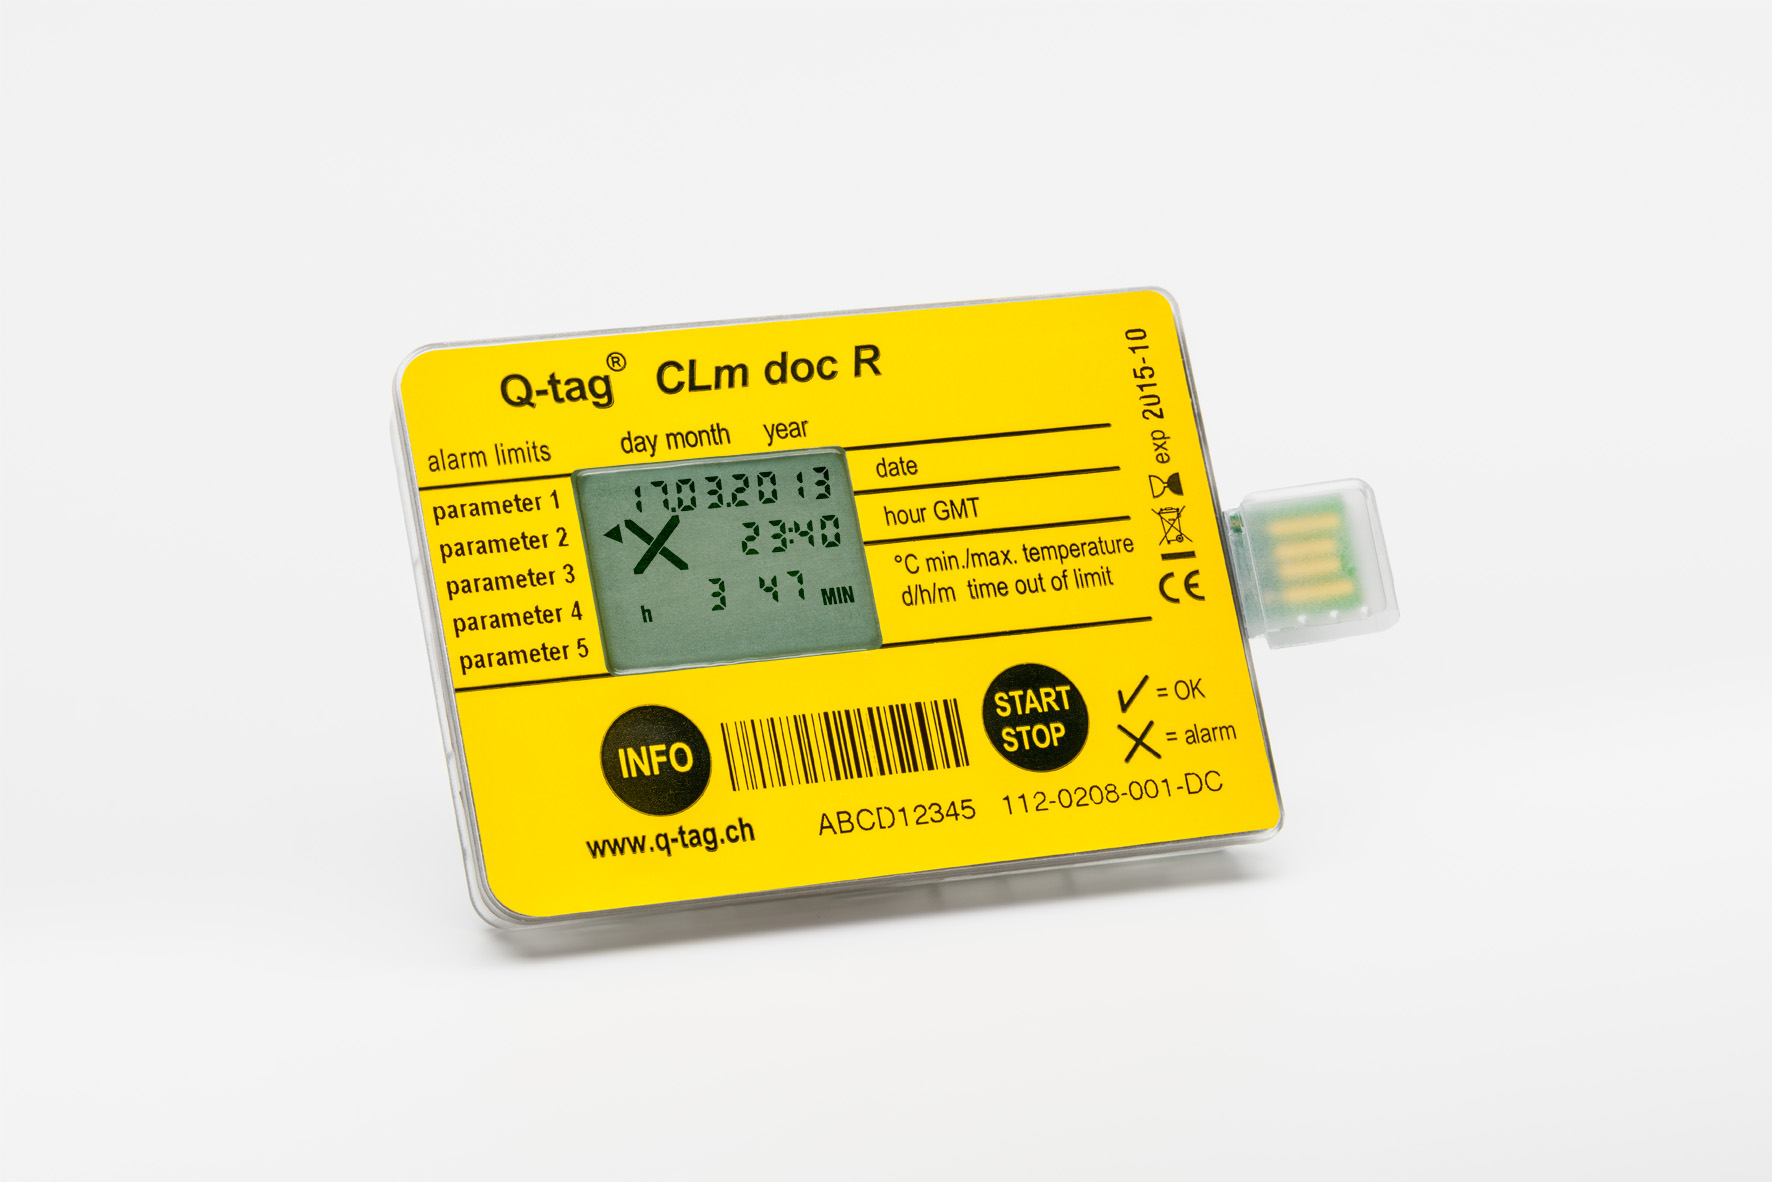 Q-tag® CLm doc R
exp 2015-10
alarm limits
day month year
parameter 1
parameter 2
parameter 3
parameter 4
parameter 5
17.03.2013
23:40
h 3 47 MIN
date
hour GMT
°C min./max. temperature
d/h/m time out of limit
CE
INFO
START
STOP
= OK
= alarm
www.q-tag.ch
ABCD12345 112-0208-001-DC